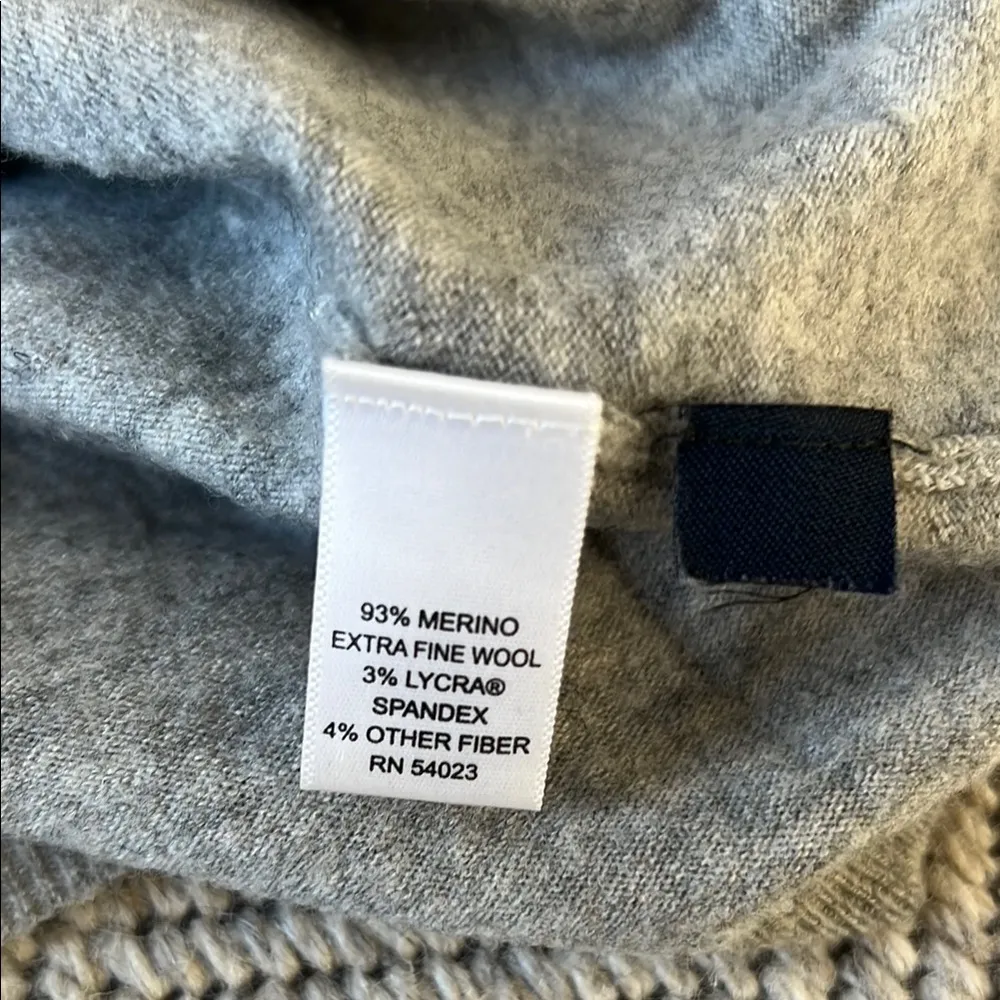 93% MERINO
EXTRA FINE WOOL
3% LYCRA®
SPANDEX
4% OTHER FIBER
RN 54023